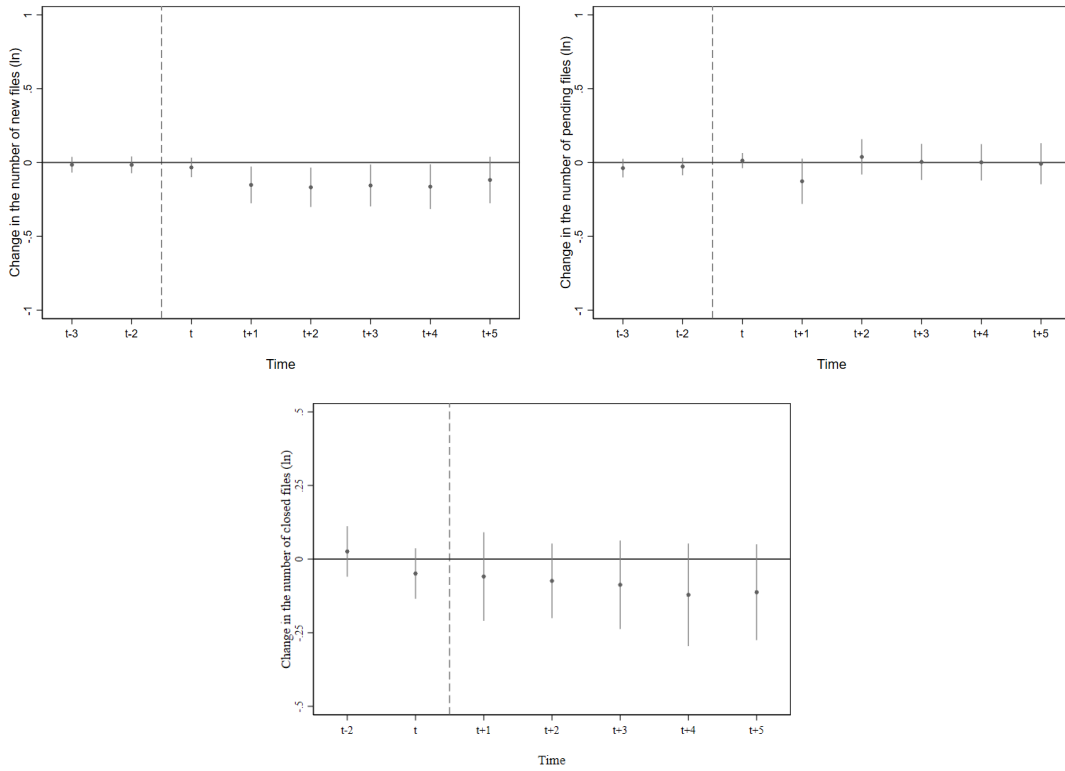 Change in the number of new files (ln)
1
.5
0
-.5
-1
t-3 t-2 t t+1 t+2 t+3 t+4 t+5
Time
Change in the number of pending files (ln)
1
.5
0
-.5
-1
t-3 t-2 t t+1 t+2 t+3 t+4 t+5
Time
Change in the number of closed files (ln)
.5
.25
0
-.25
-.5
t-2 t t+1 t+2 t+3 t+4 t+5
Time